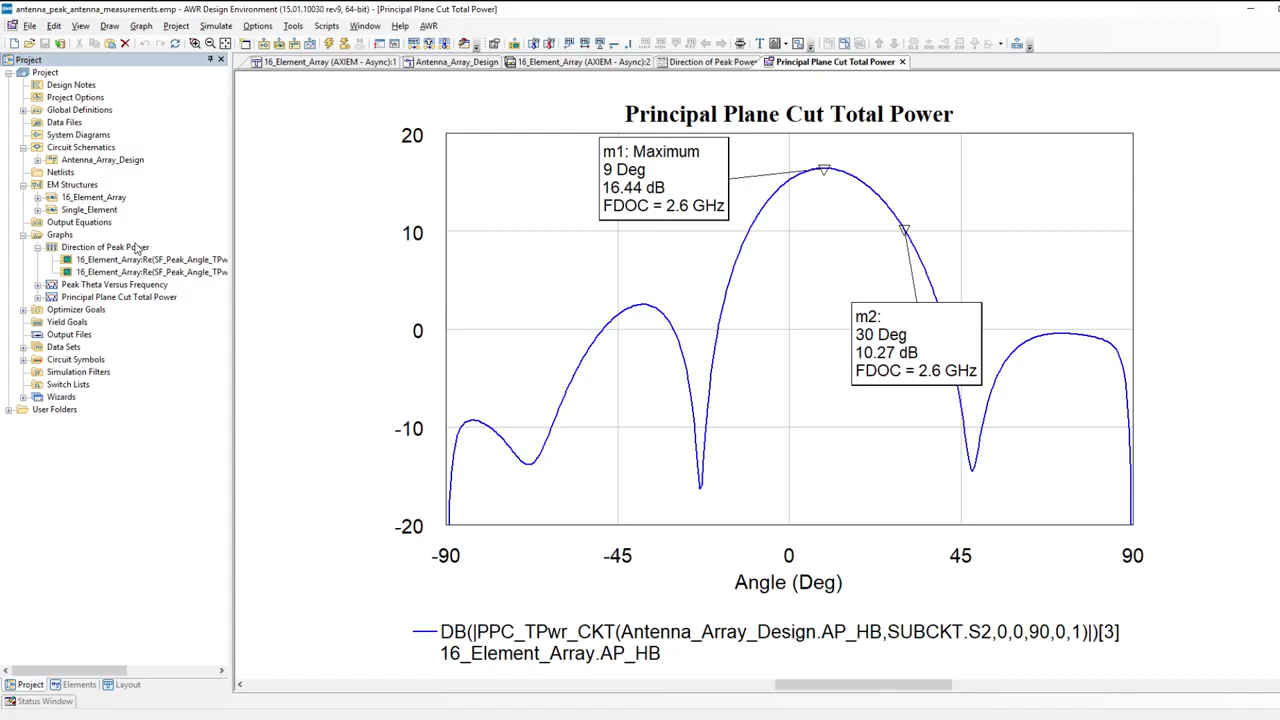 antenna_peak_antenna_measurements.emp - AWR Design Environment (15.01.10030 rev9, 64-bit) - [Principal Plane Cut Total Power]
File Edit View Draw Graph Project Simulate Options Tools Scripts Window Help AWR
Project
16_Element_Array (AXIEM - Async):1
Antenna_Array_Design
16_Element_Array (AXIEM - Async):2
Direction of Peak Power
Principal Plane Cut Total Power
Project
Design Notes
Project Options
Global Definitions
Data Files
System Diagrams
Circuit Schematics
Antenna_Array_Design
Netlists
EM Structures
16_Element_Array
Single_Element
Output Equations
Graphs
Direction of Peak Power
16_Element_Array:Re(SF_Peak_Angle_TPw
16_Element_Array:Re(SF_Peak_Angle_TPw
Peak Theta Versus Frequency
Principal Plane Cut Total Power
Optimizer Goals
Yield Goals
Output Files
Data Sets
Circuit Symbols
Simulation Filters
Switch Lists
Wizards
User Folders
Project Elements Layout
Status Window
Principal Plane Cut Total Power
20
10
0
-10
-20
m1: Maximum
9 Deg
16.44 dB
FDOC = 2.6 GHz
m2:
30 Deg
10.27 dB
FDOC = 2.6 GHz
-90 -45 0 45 90
Angle (Deg)
DB(|PPC_TPwr_CKT(Antenna_Array_Design.AP_HB,SUBCKT.S2,0,0,90,0,1)|)[3]
16_Element_Array.AP_HB